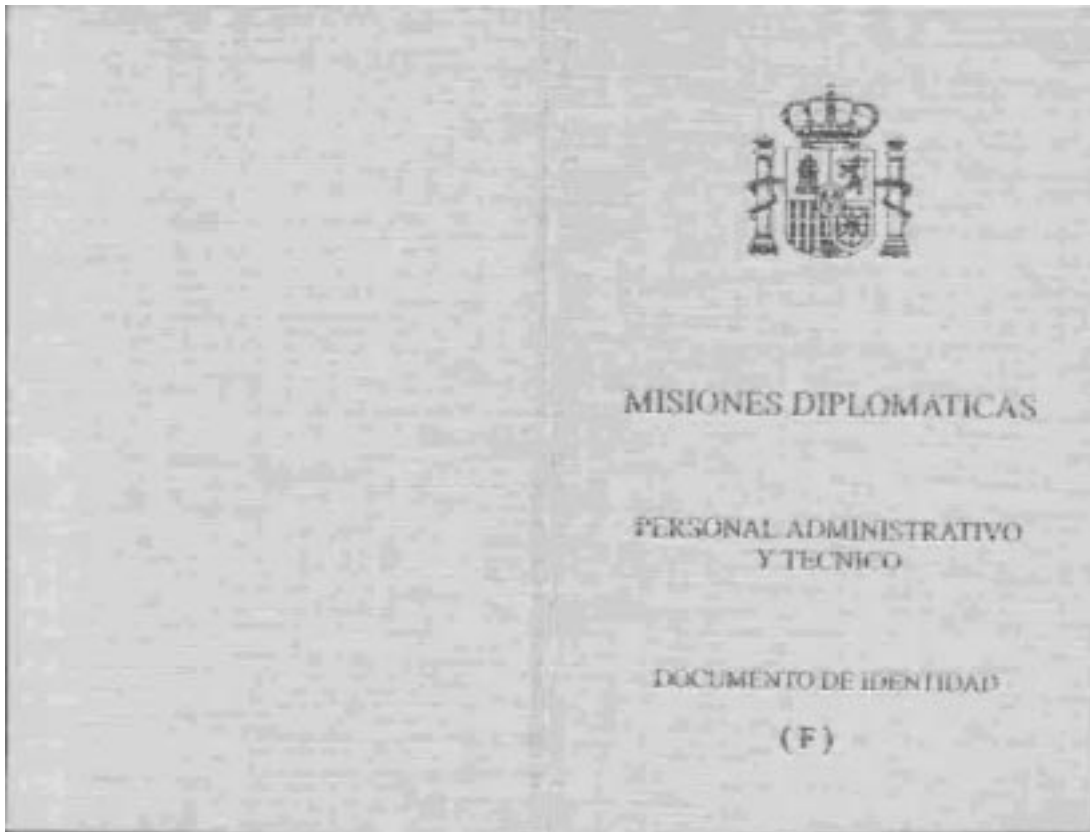 MISIONES DIPLOMATICAS
PERSONAL ADMINISTRATIVO
Y TECNICO
DOCUMENTO DE IDENTIDAD
(F)